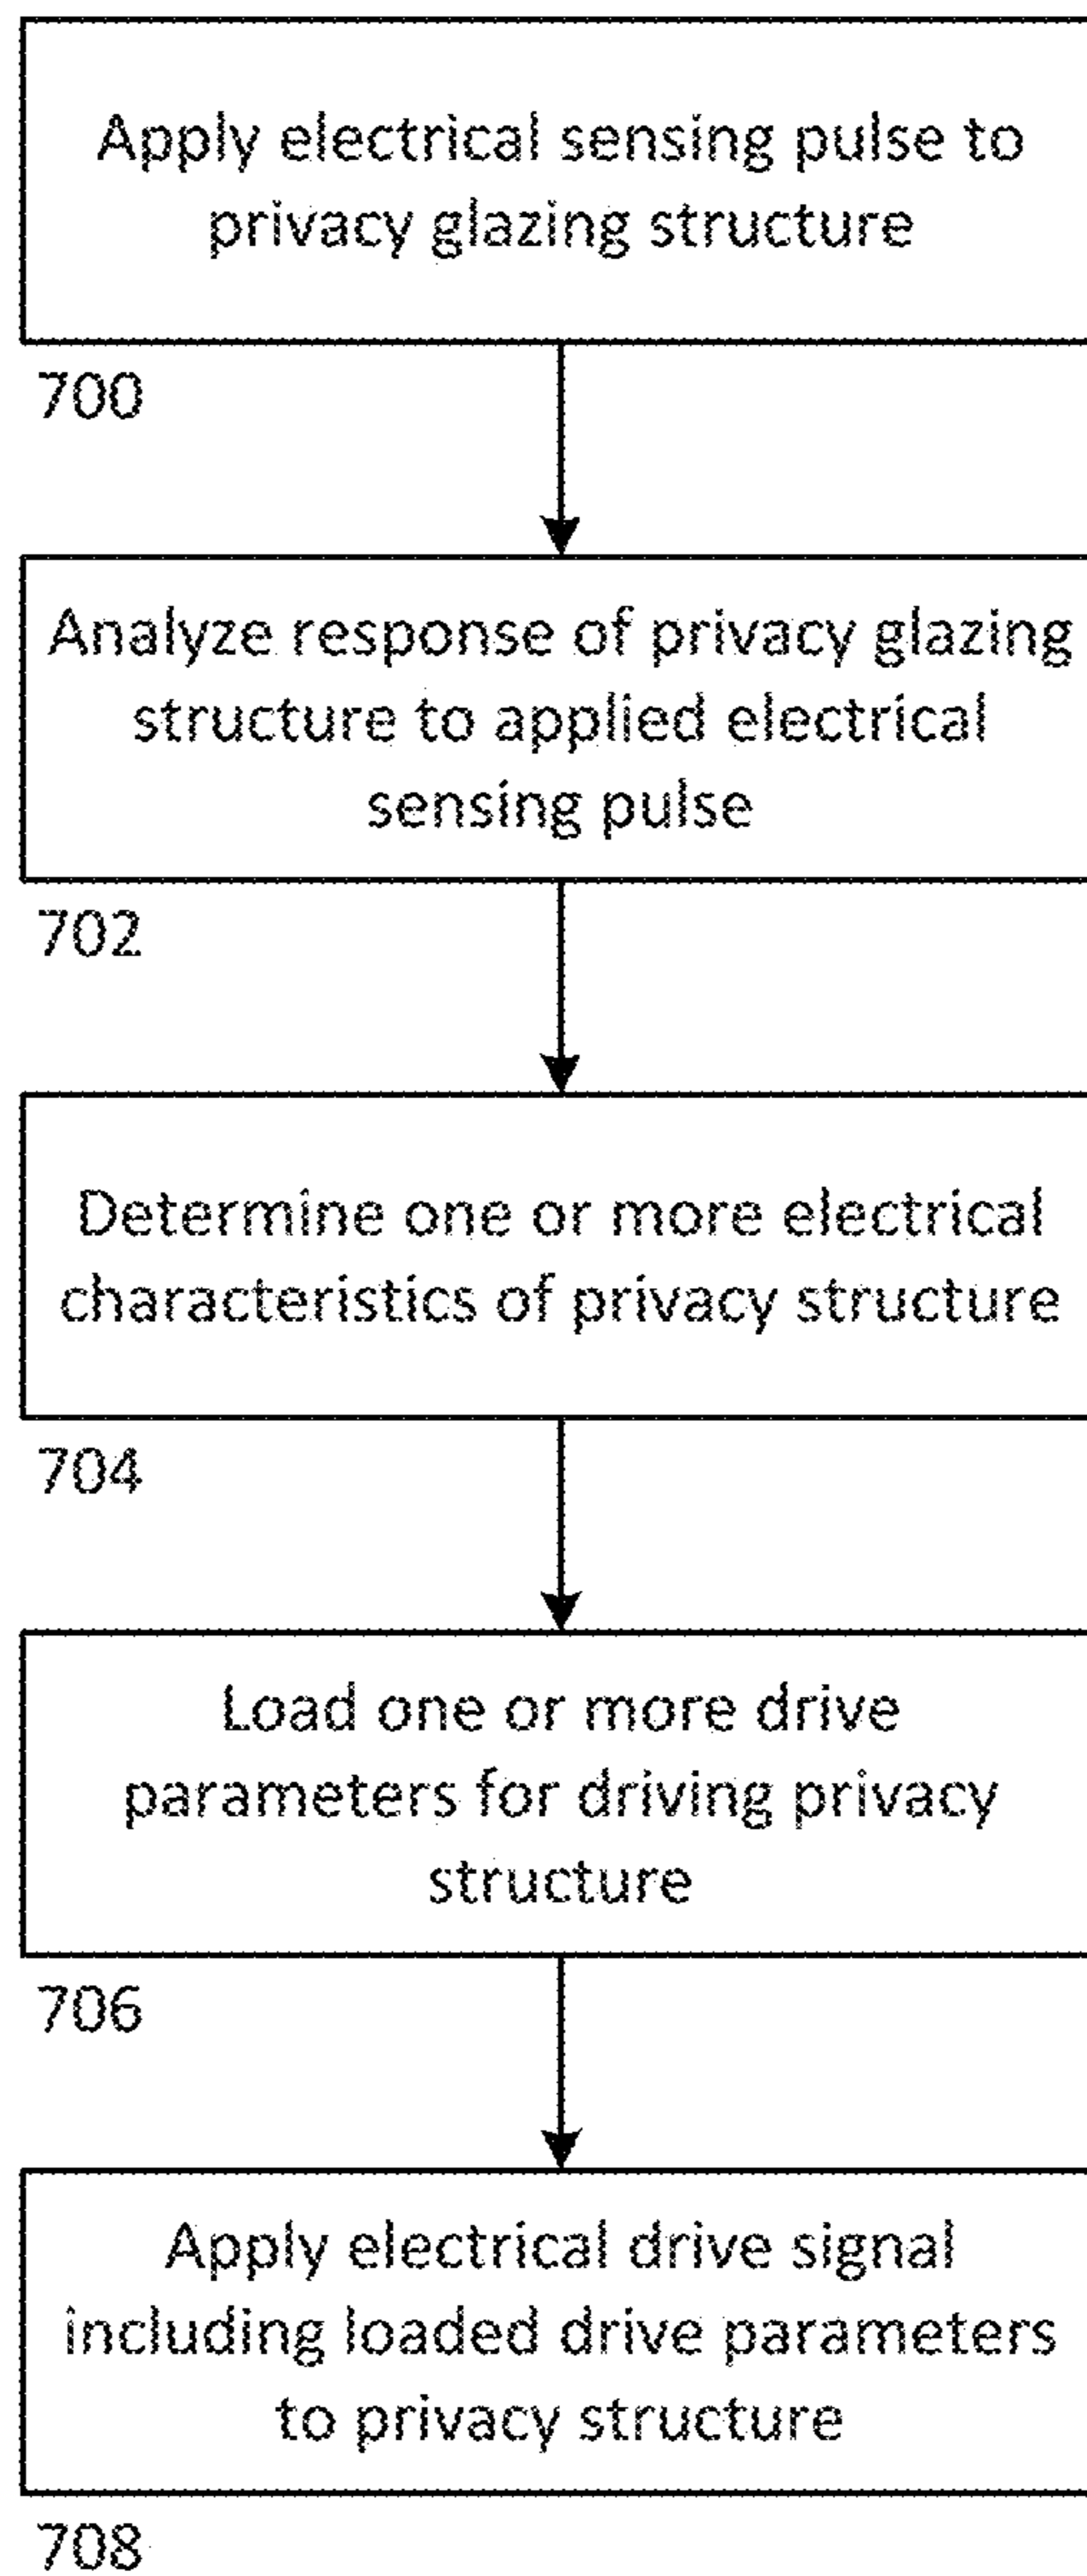 Apply electrical sensing pulse to
privacy glazing structure
700
Analyze response of privacy glazing
structure to applied electrical
sensing pulse
702
Determine one or more electrical
characteristics of privacy structure
704
Load one or more drive
parameters for driving privacy
structure
706
Apply electrical drive signal
including loaded drive parameters
to privacy structure
708